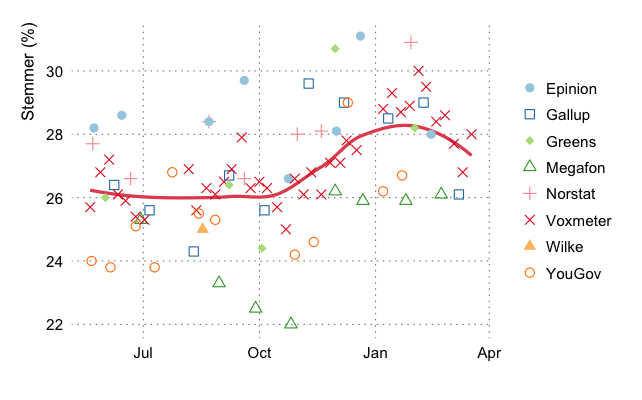 Stemmer (%)
30
28
26
24
22
Jul
Oct
Jan
Apr
Epinion
Gallup
Greens
Megafon
Norstat
Voxmeter
Wilke
YouGov